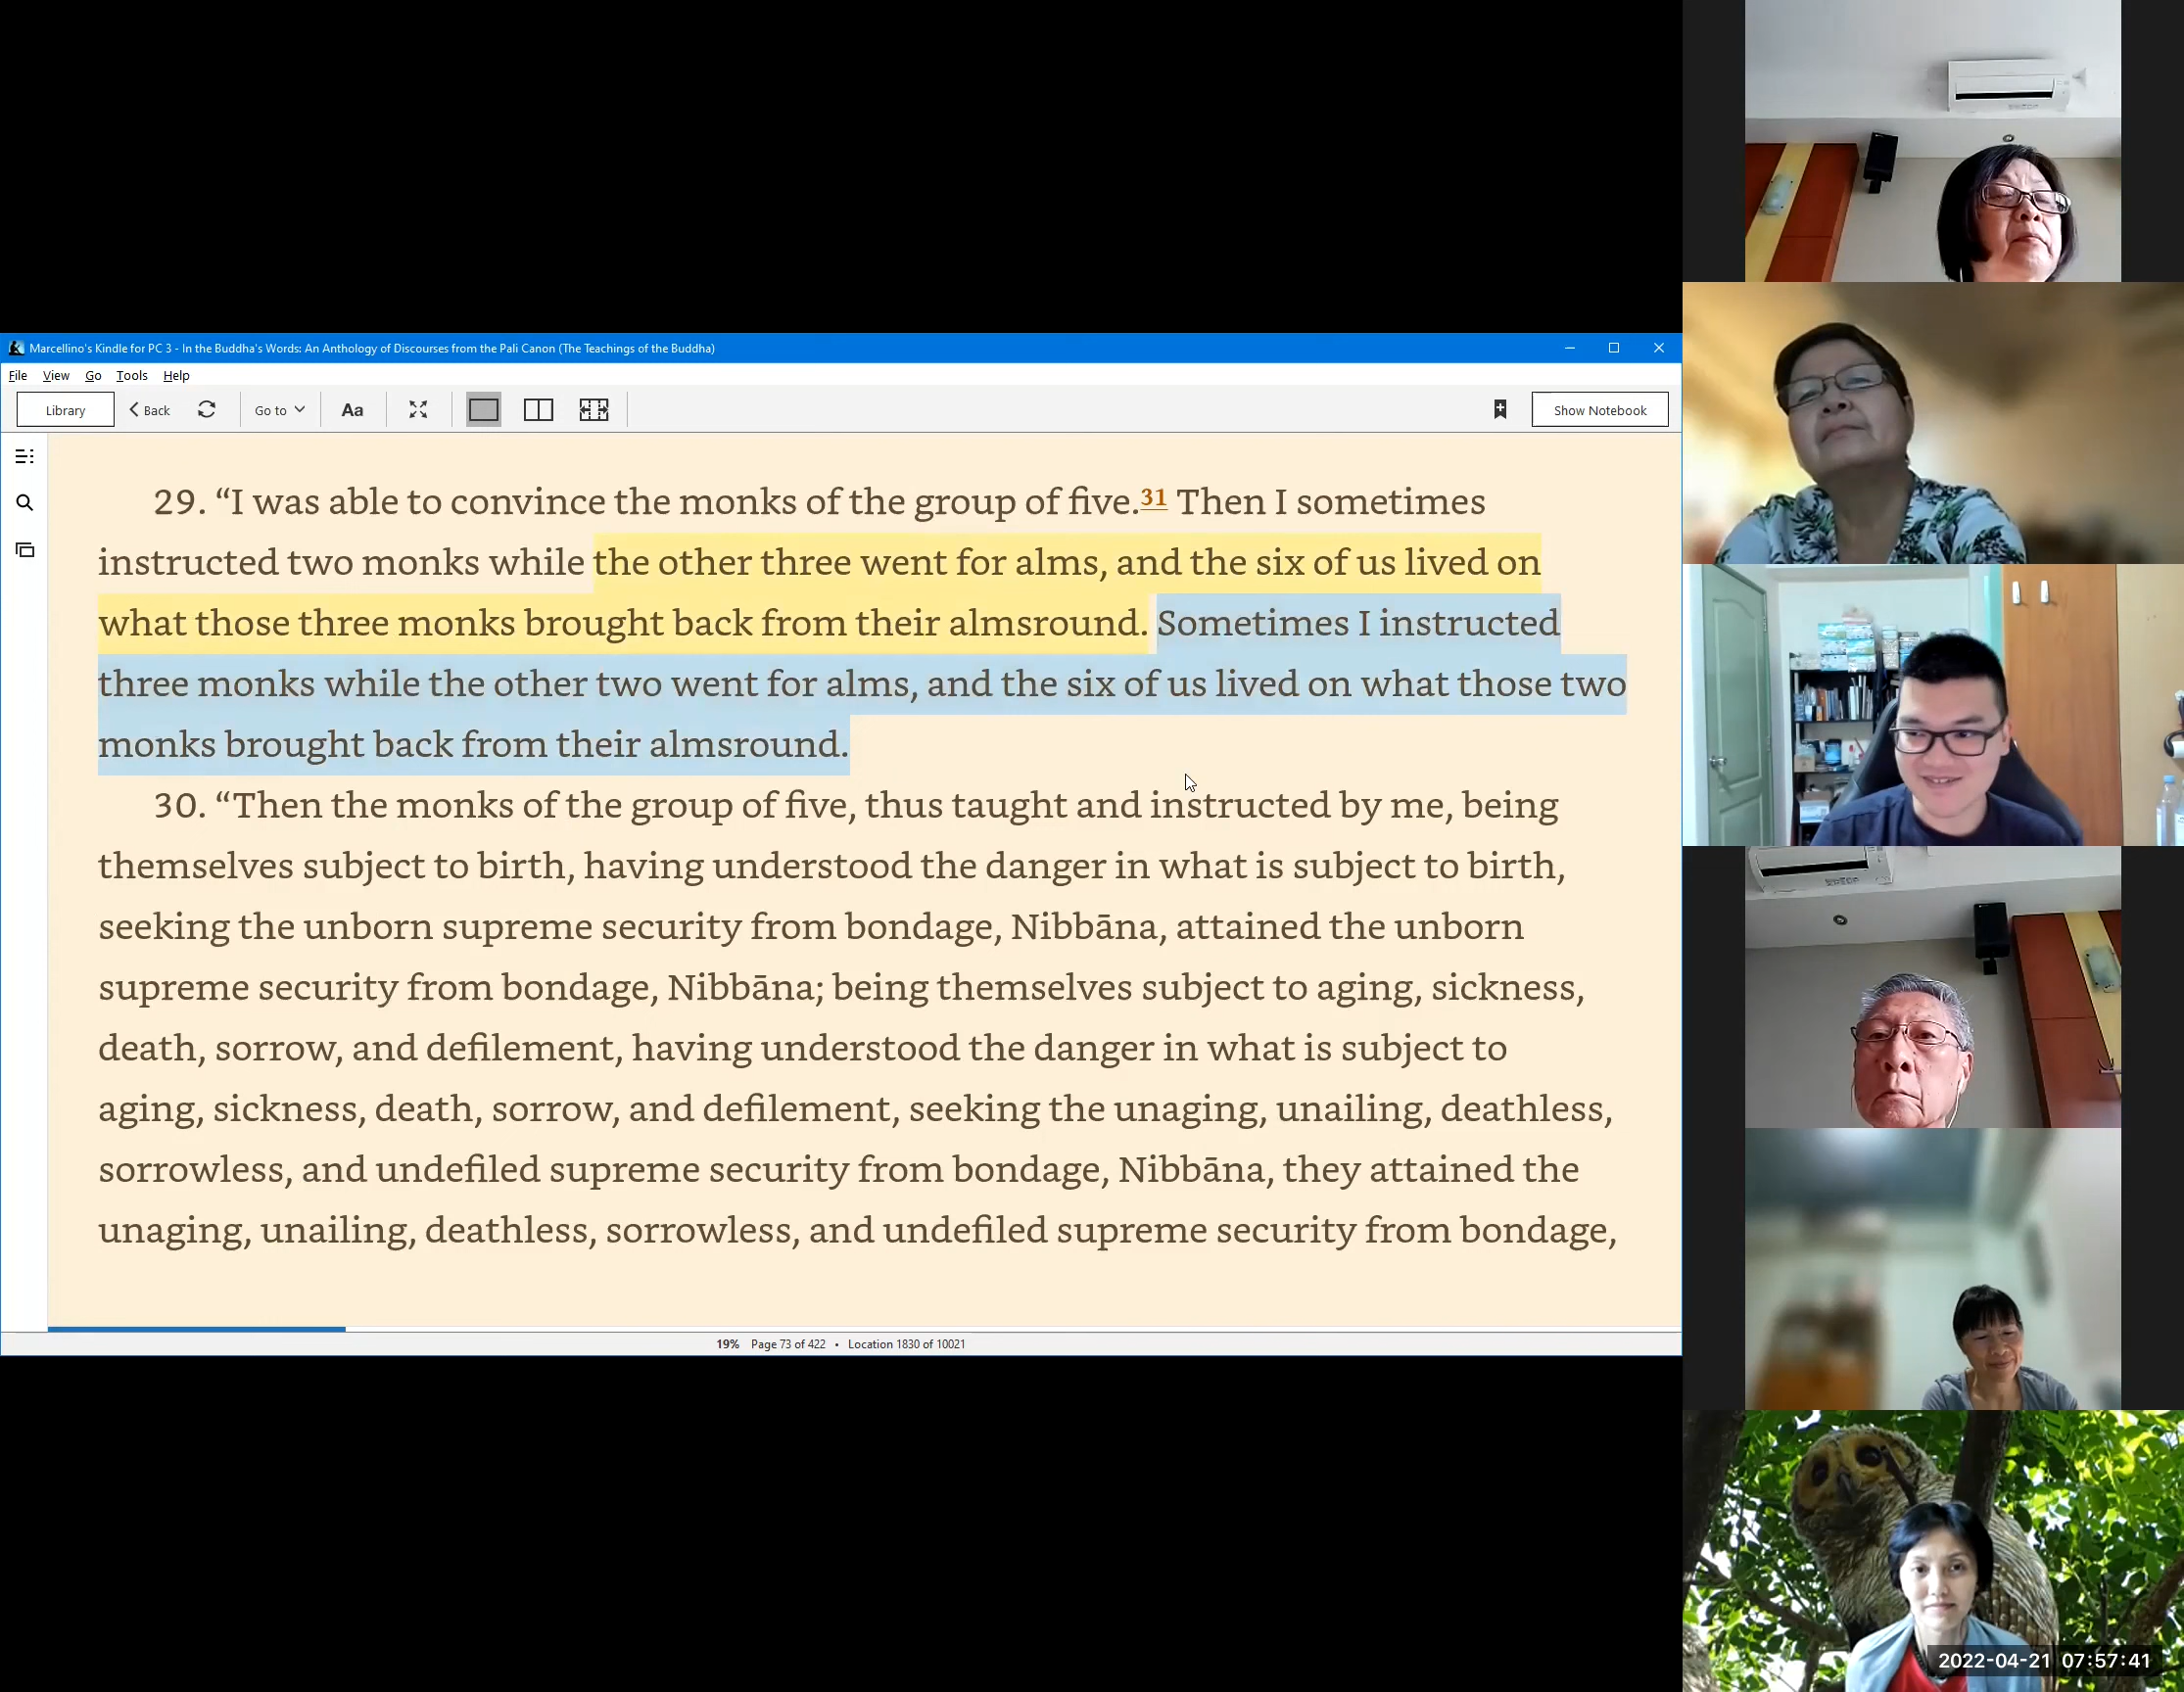 Marcellino's Kindle for PC 3 - In the Buddha's Words: An Anthology of Discourses from the Pali Canon (The Teachings of the Buddha)
File View Go Tools Help
Library Back Go to Aa Show Notebook
29. “I was able to convince the monks of the group of five.31 Then I sometimes
instructed two monks while the other three went for alms, and the six of us lived on
what those three monks brought back from their almsround. Sometimes I instructed
three monks while the other two went for alms, and the six of us lived on what those two
monks brought back from their almsround.
30. “Then the monks of the group of five, thus taught and instructed by me, being
themselves subject to birth, having understood the danger in what is subject to birth,
seeking the unborn supreme security from bondage, Nibbāna, attained the unborn
supreme security from bondage, Nibbāna; being themselves subject to aging, sickness,
death, sorrow, and defilement, having understood the danger in what is subject to
aging, sickness, death, sorrow, and defilement, seeking the unaging, unailing, deathless,
sorrowless, and undefiled supreme security from bondage, Nibbāna, they attained the
unaging, unailing, deathless, sorrowless, and undefiled supreme security from bondage,
19% Page 73 of 422 • Location 1830 of 10021
2022-04-21 07:57:41